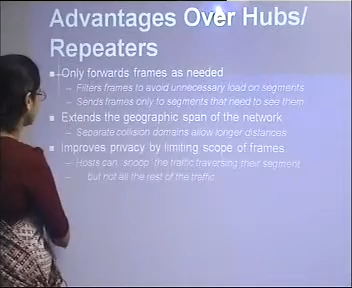 Advantages Over Hubs/
Repeaters
Only forwards frames as needed
– Filters frames to avoid unnecessary load on segments
– Sends frames only to segments that need to see them
Extends the geographic span of the network
– Separate collision domains allow longer distances
Improves privacy by limiting scope of frames
– Hosts can "snoop" the traffic traversing their segment
– but not all the rest of the traffic